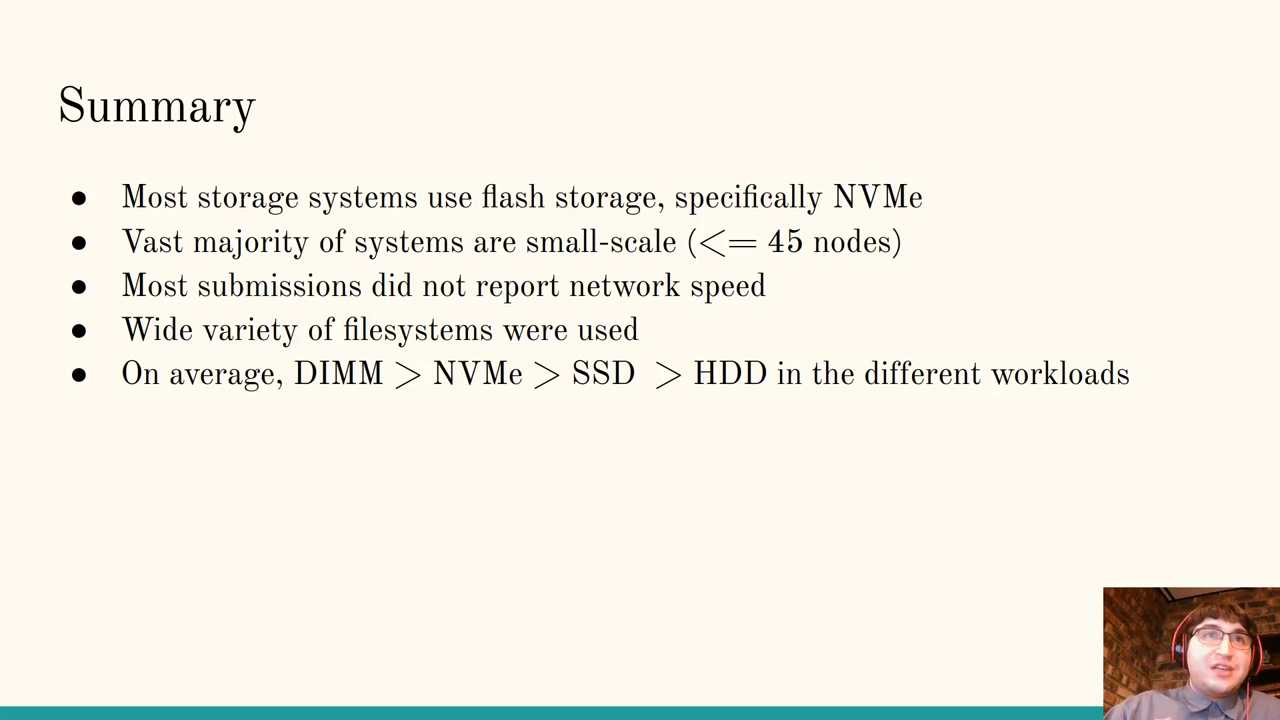 Summary
● Most storage systems use flash storage, specifically NVMe
● Vast majority of systems are small-scale (<= 45 nodes)
● Most submissions did not report network speed
● Wide variety of filesystems were used
● On average, DIMM > NVMe > SSD > HDD in the different workloads